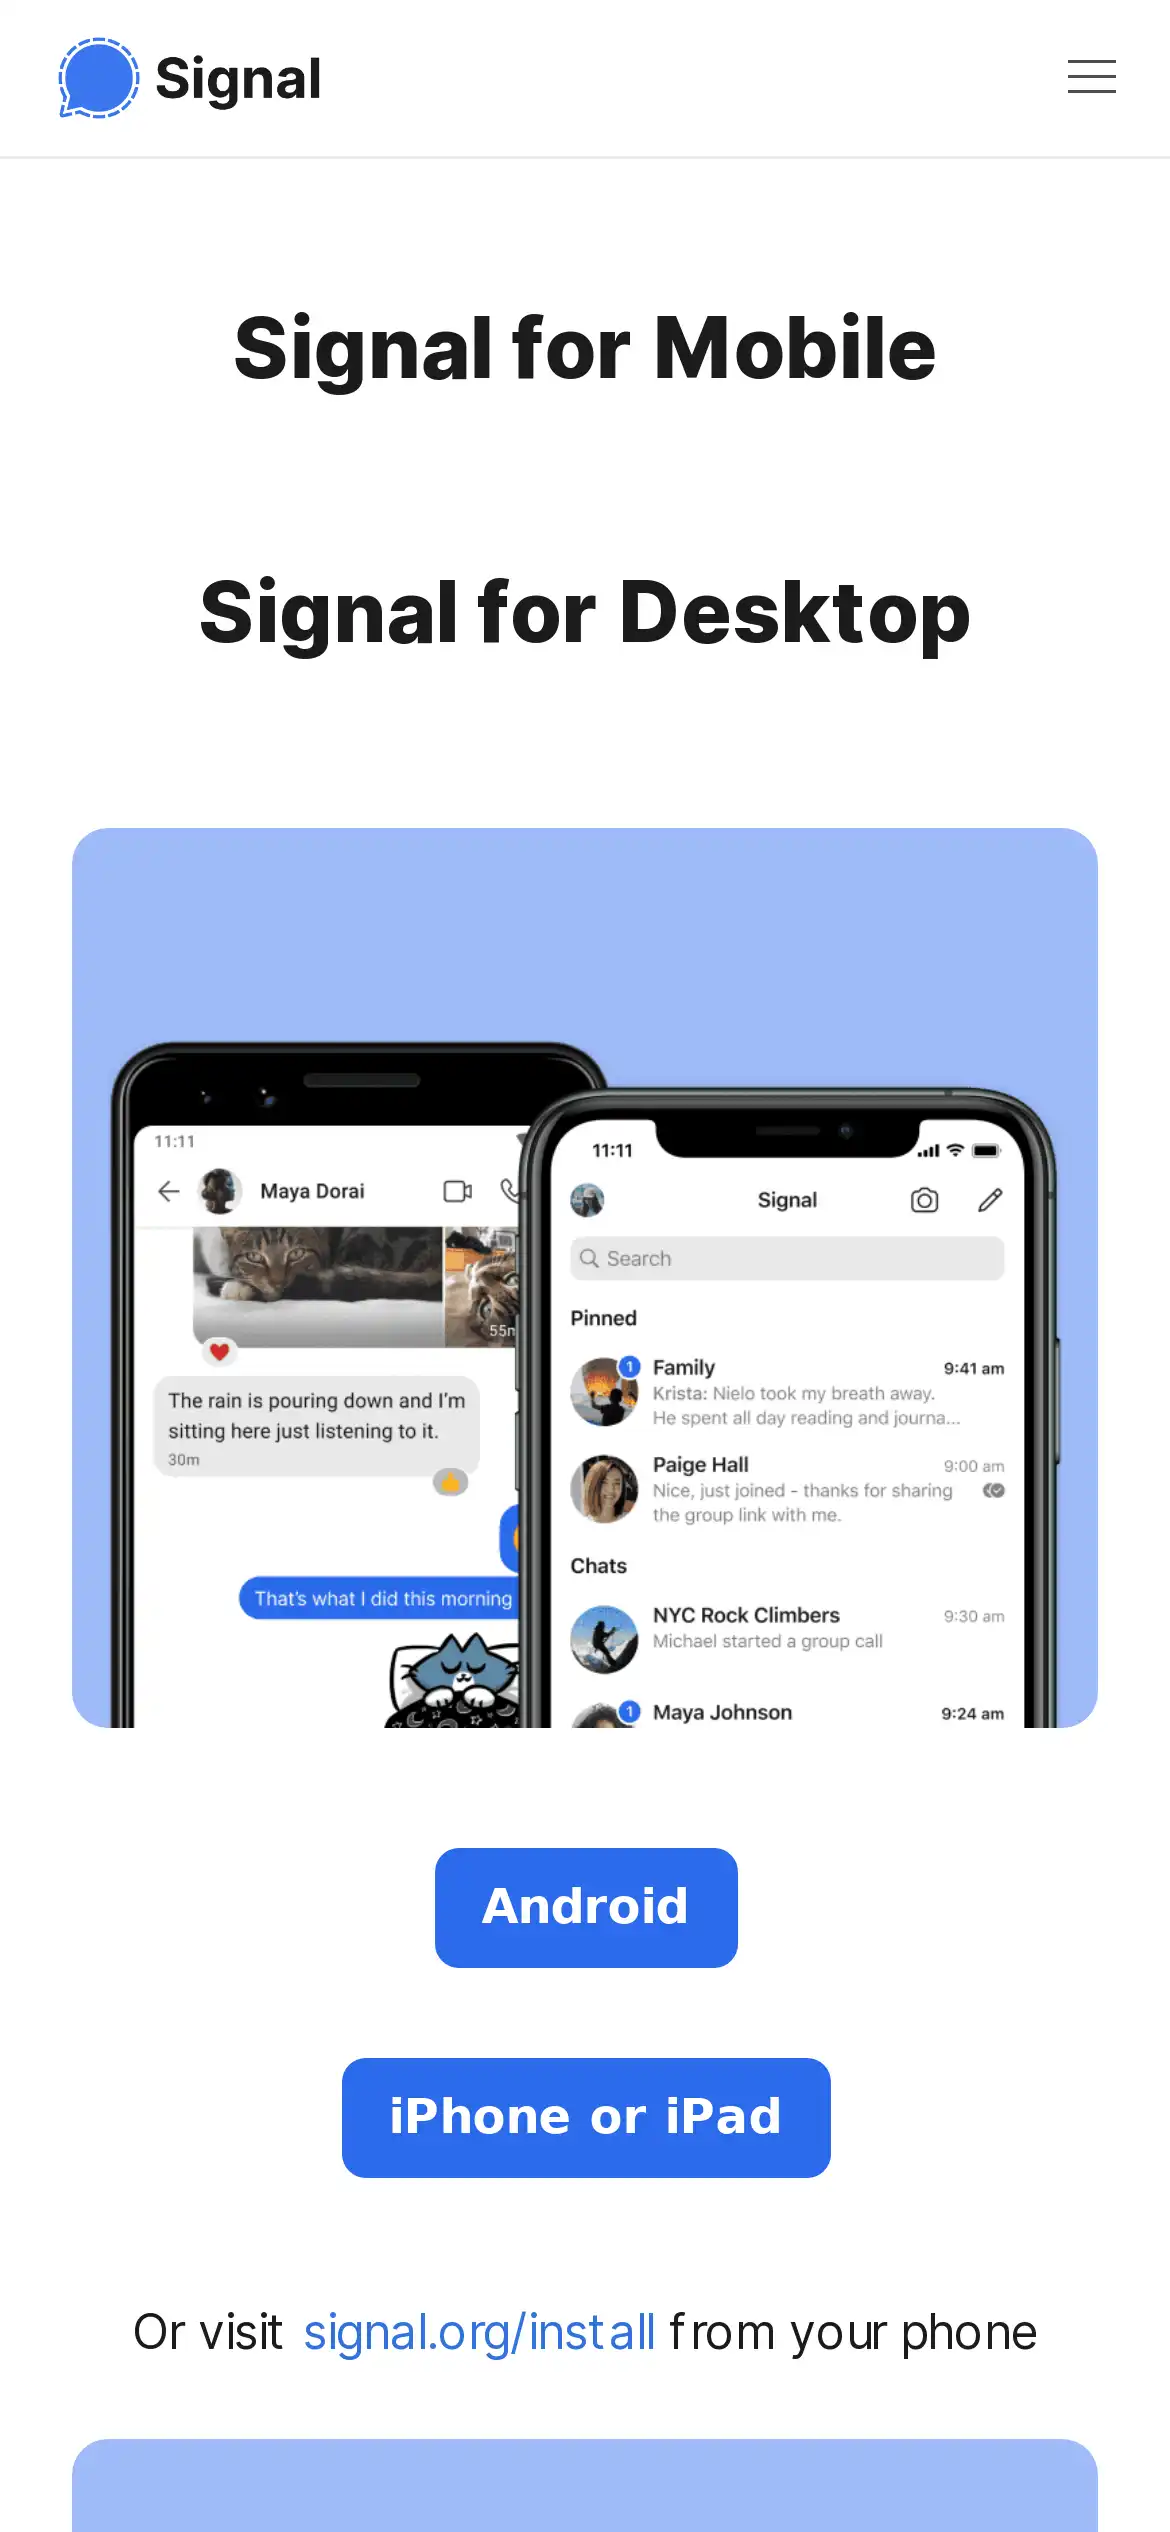 Signal
Signal for Mobile
Signal for Desktop
11:11
Maya Dorai
55m
The rain is pouring down and I'm
sitting here just listening to it.
30m
That's what I did this morning
11:11
Signal
Search
Pinned
1
Family
9:41 am
Krista: Nielo took my breath away.
He spent all day reading and journa...
Paige Hall
9:00 am
Nice, just joined - thanks for sharing
the group link with me.
Chats
NYC Rock Climbers
9:30 am
Michael started a group call
1
Maya Johnson
9:24 am
Android
iPhone or iPad
Or visit signal.org/install from your phone